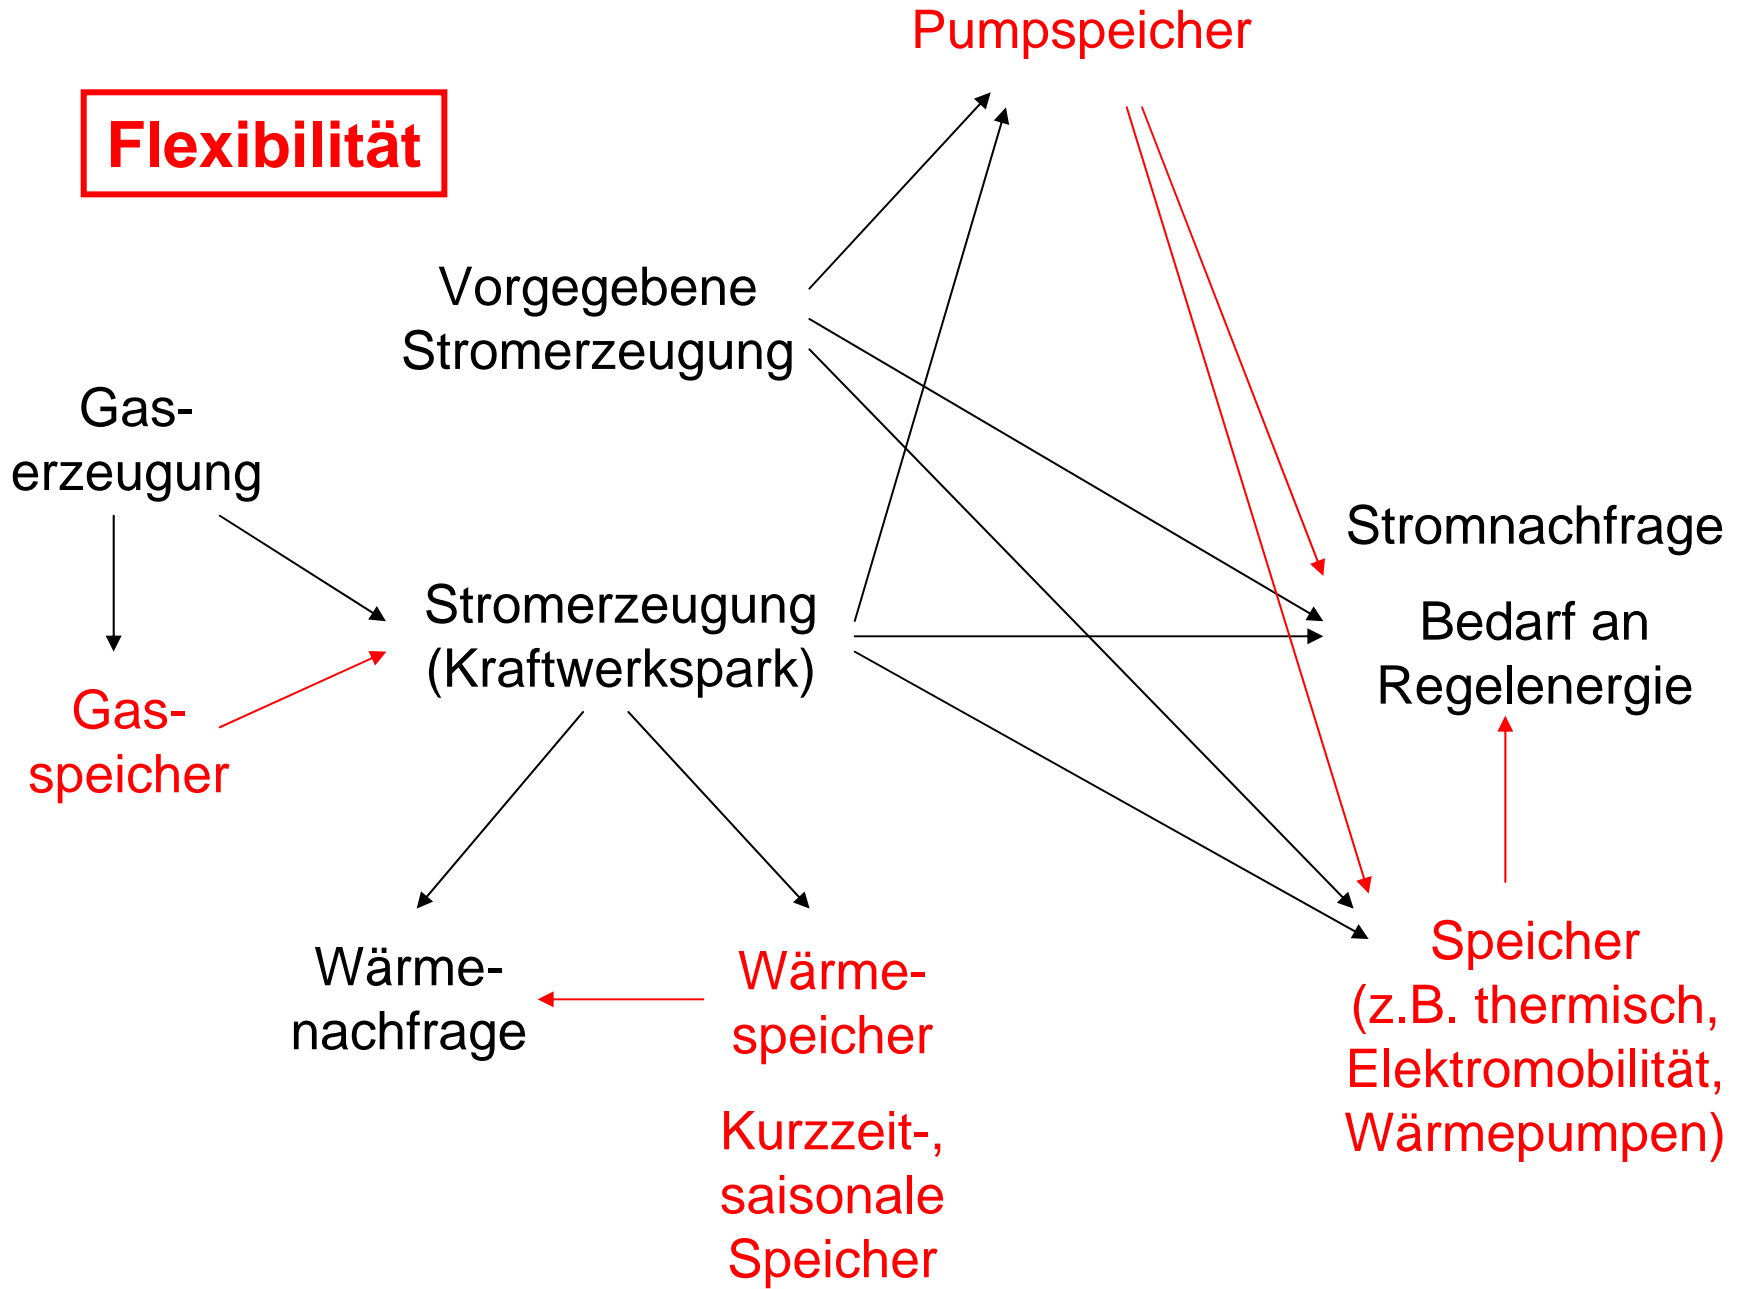 Pumpspeicher
Flexibilität
Vorgegebene
Stromerzeugung
Gas-
erzeugung
Stromnachfrage
Bedarf an
Regelenergie
Stromerzeugung
(Kraftwerkspark)
Gas-
speicher
Wärme-
nachfrage
Wärme-
speicher
Kurzzeit-,
saisonale
Speicher
Speicher
(z.B. thermisch,
Elektromobilität,
Wärmepumpen)